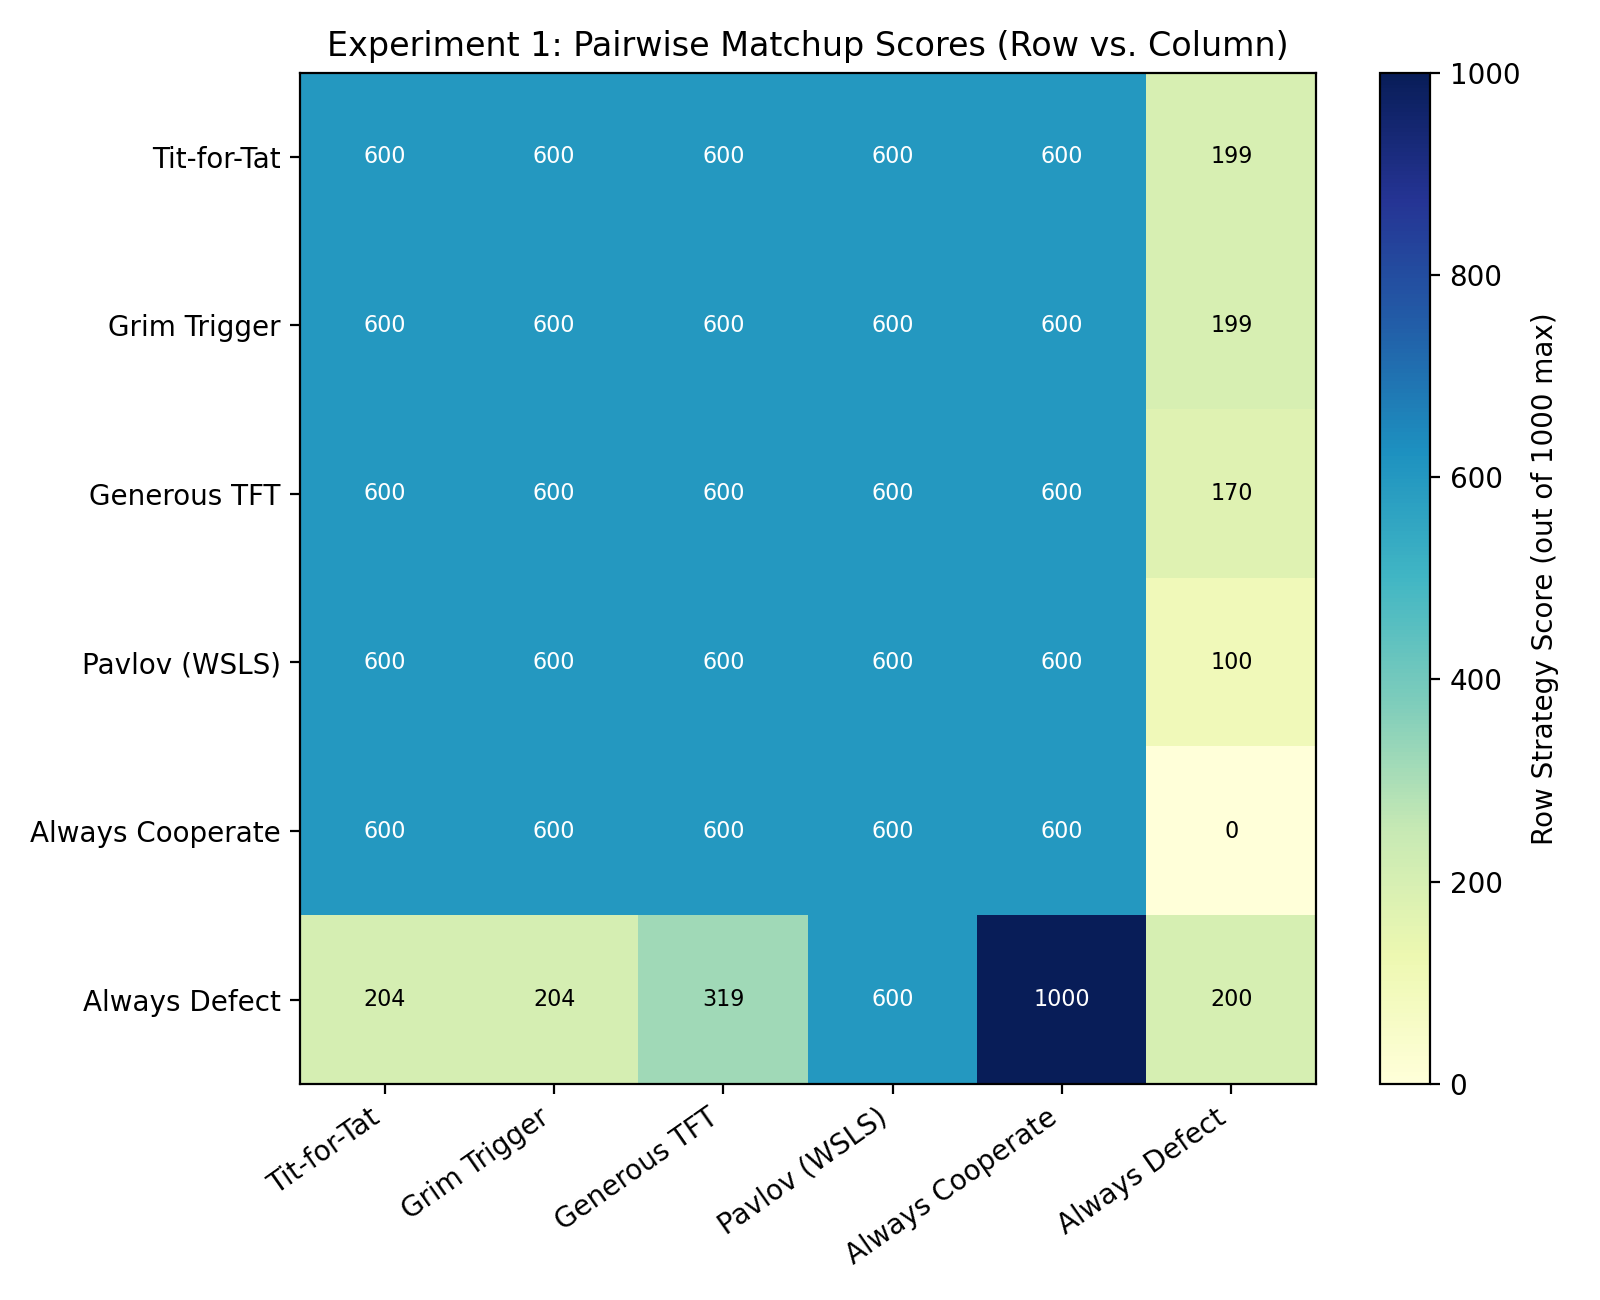 Experiment 1: Pairwise Matchup Scores (Row vs. Column)
Tit-for-Tat 600 600 600 600 600 199
Grim Trigger 600 600 600 600 600 199
Generous TFT 600 600 600 600 600 170
Pavlov (WSLS) 600 600 600 600 600 100
Always Cooperate 600 600 600 600 600 0
Always Defect 204 204 319 600 1000 200
Tit-for-Tat
Grim Trigger
Generous TFT
Pavlov (WSLS)
Always Cooperate
Always Defect
1000
800
600
400
200
0
Row Strategy Score (out of 1000 max)